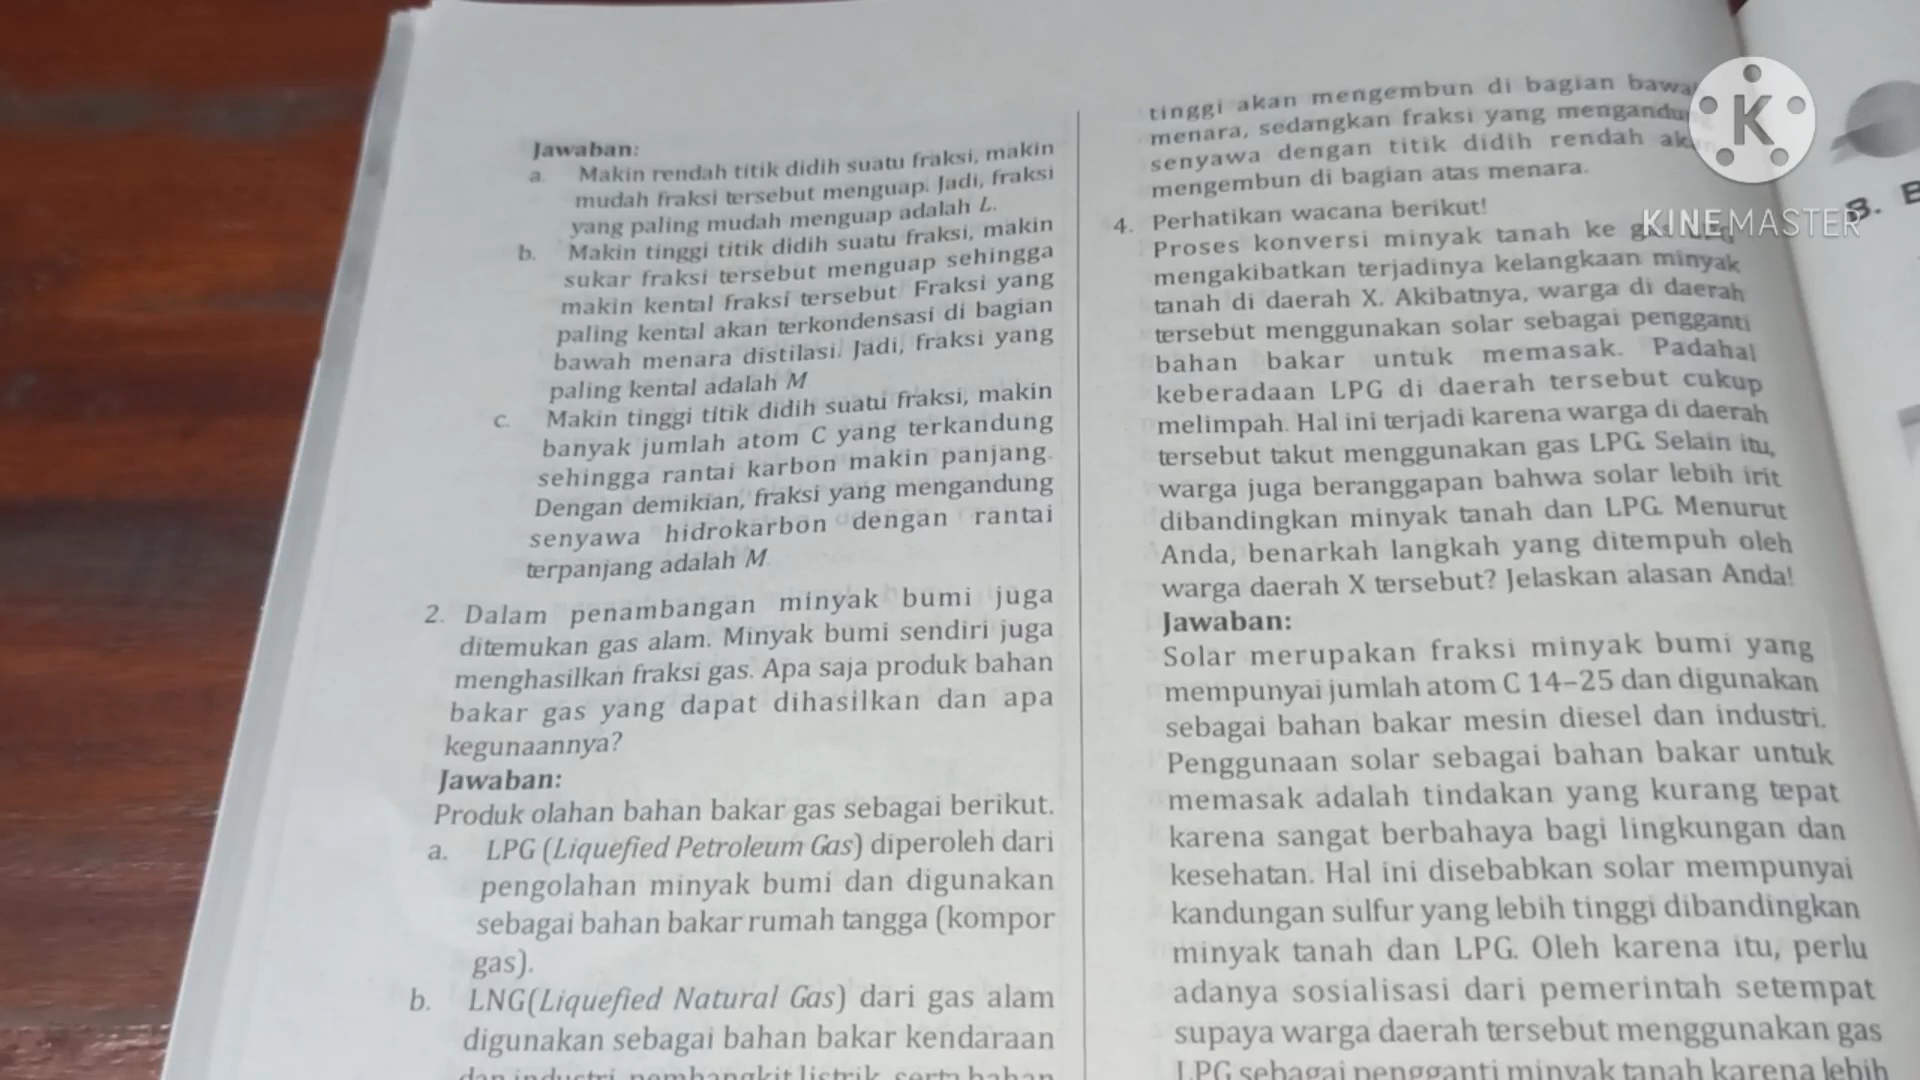 Jawaban:
a. Makin rendah titik didih suatu fraksi, makin
mudah fraksi tersebut menguap. Jadi, fraksi
yang paling mudah menguap adalah L.
b. Makin tinggi titik didih suatu fraksi, makin
sukar fraksi tersebut menguap sehingga
makin kental fraksi tersebut. Fraksi yang
paling kental akan terkondensasi di bagian
bawah menara distilasi. Jadi, fraksi yang
paling kental adalah M
c. Makin tinggi titik didih suatu fraksi, makin
banyak jumlah atom C yang terkandung
sehingga rantai karbon makin panjang.
Dengan demikian, fraksi yang mengandung
senyawa hidrokarbon dengan rantai
terpanjang adalah M.
2. Dalam penambangan minyak bumi juga
ditemukan gas alam. Minyak bumi sendiri juga
menghasilkan fraksi gas. Apa saja produk bahan
bakar gas yang dapat dihasilkan dan apa
kegunaannya?
Jawaban:
Produk olahan bahan bakar gas sebagai berikut.
a. LPG (Liquefied Petroleum Gas) diperoleh dari
pengolahan minyak bumi dan digunakan
sebagai bahan bakar rumah tangga (kompor
gas).
b. LNG(Liquefied Natural Gas) dari gas alam
digunakan sebagai bahan bakar kendaraan
dan industri, pembangkit listrik, serta bahan
tinggi akan mengembun di bagian
menara, sedangkan fraksi yang
senyawa dengan titik didih rendah
mengembun di bagian atas menara.
4. Perhatikan wacana berikut!
Proses konversi minyak tanah ke
mengakibatkan terjadinya kelangkaan minyak
tanah di daerah X. Akibatnya, warga di daerah
tersebut menggunakan solar sebagai pengganti
bahan bakar untuk memasak. Padahal
keberadaan LPG di daerah tersebut cukup
melimpah. Hal ini terjadi karena warga di daerah
tersebut takut menggunakan gas LPG. Selain itu,
warga juga beranggapan bahwa solar lebih irit
dibandingkan minyak tanah dan LPG. Menurut
Anda, benarkah langkah yang ditempuh oleh
warga daerah X tersebut? Jelaskan alasan Anda!
Jawaban:
Solar merupakan fraksi minyak bumi yang
mempunyai jumlah atom C 14–25 dan digunakan
sebagai bahan bakar mesin diesel dan industri.
Penggunaan solar sebagai bahan bakar untuk
memasak adalah tindakan yang kurang tepat
karena sangat berbahaya bagi lingkungan dan
kesehatan. Hal ini disebabkan solar mempunyai
kandungan sulfur yang lebih tinggi dibandingkan
minyak tanah dan LPG. Oleh karena itu, perlu
adanya sosialisasi dari pemerintah setempat
supaya warga daerah tersebut menggunakan gas
LPG sebagai pengganti minyak tanah karena lebih
B.
K
KINEMASTER